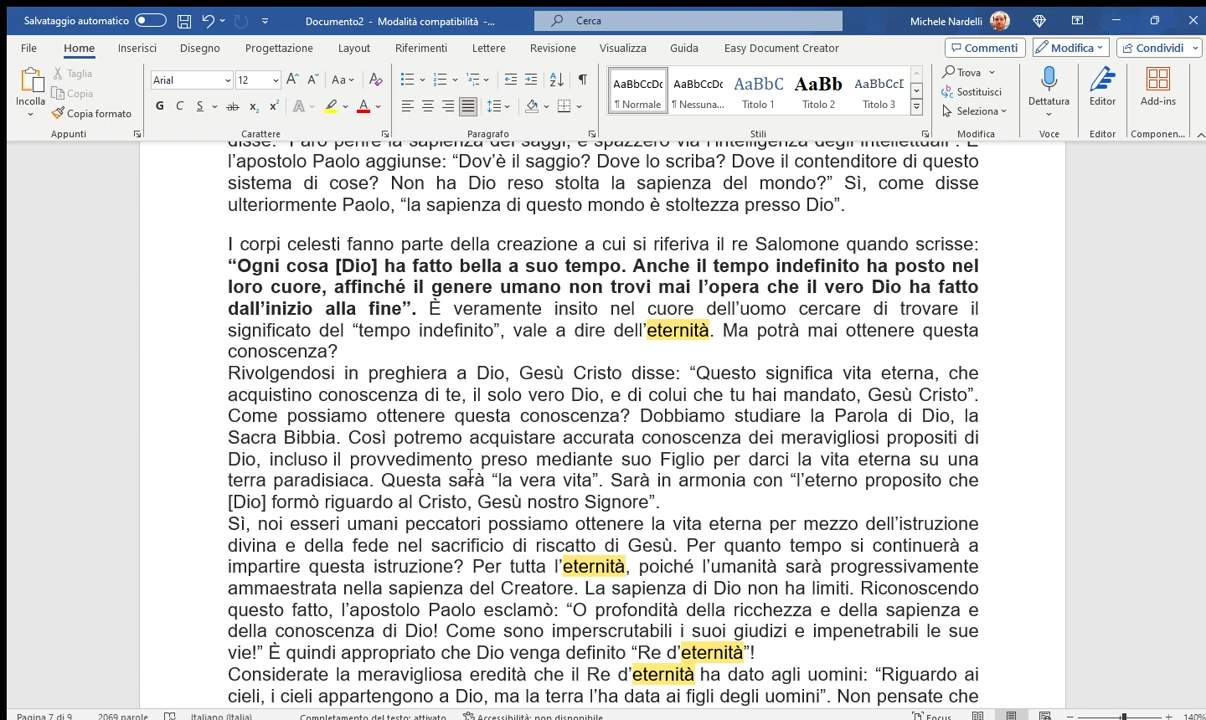 Salvataggio automatico
Documento2 - Modalità compatibilità -...
Cerca
Michele Nardelli
File Home Inserisci Disegno Progettazione Layout Riferimenti Lettere Revisione Visualizza Guida Easy Document Creator
Commenti Modifica Condividi
Incolla
Taglia
Copia
Copia formato
Appunti
Arial 12
Carattere
Paragrafo
AaBbCcDc AaBbCcDc AaBbC AaBb AaBbCcD
¶ Normale ¶ Nessuna... Titolo 1 Titolo 2 Titolo 3
Stili
Trova
Sostituisci
Seleziona
Modifica
Dettatura
Voce
Editor
Editor
Add-ins
Componen...
disse: “Farò perire la sapienza dei saggi, e spazzerò via l’intelligenza degli intellettuali”. E
l’apostolo Paolo aggiunse: “Dov’è il saggio? Dove lo scriba? Dove il contenditore di questo
sistema di cose? Non ha Dio reso stolta la sapienza del mondo?” Sì, come disse
ulteriormente Paolo, “la sapienza di questo mondo è stoltezza presso Dio”.
I corpi celesti fanno parte della creazione a cui si riferiva il re Salomone quando scrisse:
“Ogni cosa [Dio] ha fatto bella a suo tempo. Anche il tempo indefinito ha posto nel
loro cuore, affinché il genere umano non trovi mai l’opera che il vero Dio ha fatto
dall’inizio alla fine”. È veramente insito nel cuore dell’uomo cercare di trovare il
significato del “tempo indefinito”, vale a dire dell’eternità. Ma potrà mai ottenere questa
conoscenza?
Rivolgendosi in preghiera a Dio, Gesù Cristo disse: “Questo significa vita eterna, che
acquistino conoscenza di te, il solo vero Dio, e di colui che tu hai mandato, Gesù Cristo”.
Come possiamo ottenere questa conoscenza? Dobbiamo studiare la Parola di Dio, la
Sacra Bibbia. Così potremo acquistare accurata conoscenza dei meravigliosi propositi di
Dio, incluso il provvedimento preso mediante suo Figlio per darci la vita eterna su una
terra paradisiaca. Questa sarà “la vera vita”. Sarà in armonia con “l’eterno proposito che
[Dio] formò riguardo al Cristo, Gesù nostro Signore”.
Sì, noi esseri umani peccatori possiamo ottenere la vita eterna per mezzo dell’istruzione
divina e della fede nel sacrificio di riscatto di Gesù. Per quanto tempo si continuerà a
impartire questa istruzione? Per tutta l’eternità, poiché l’umanità sarà progressivamente
ammaestrata nella sapienza del Creatore. La sapienza di Dio non ha limiti. Riconoscendo
questo fatto, l’apostolo Paolo esclamò: “O profondità della ricchezza e della sapienza e
della conoscenza di Dio! Come sono imperscrutabili i suoi giudizi e impenetrabili le sue
vie!” È quindi appropriato che Dio venga definito “Re d’eternità”!
Considerate la meravigliosa eredità che il Re d’eternità ha dato agli uomini: “Riguardo ai
cieli, i cieli appartengono a Dio, ma la terra l’ha data ai figli degli uomini”. Non pensate che
Pagina 7 di 9 2069 parole Italiano (Italia) Completamento del testo: attivato Accessibilità: non disponibile Focus 140%